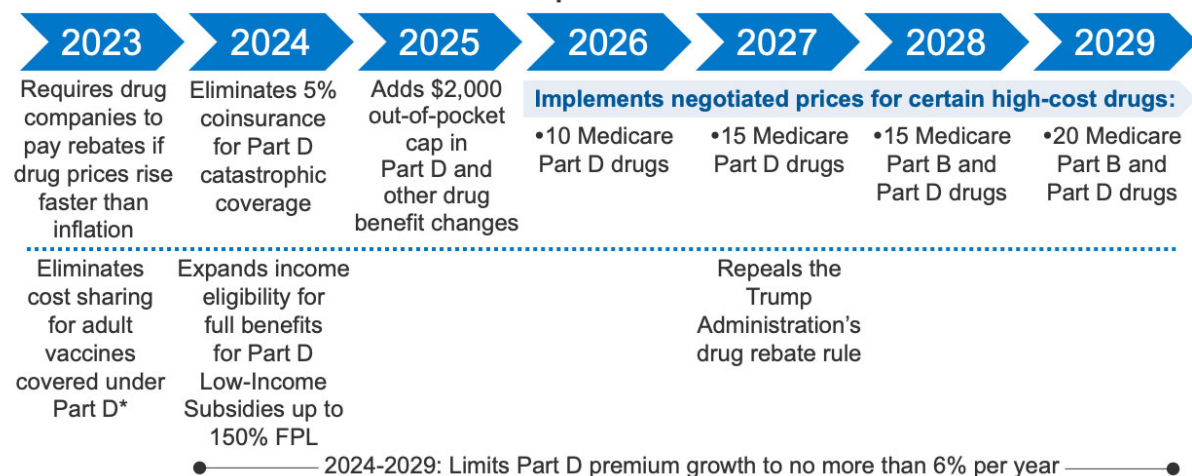 2023
2024
2025
2026
2027
2028
2029
Requires drug
companies to
pay rebates if
drug prices rise
faster than
inflation
Eliminates 5%
coinsurance
for Part D
catastrophic
coverage
Adds $2,000
out-of-pocket
cap in
Part D and
other drug
benefit changes
Implements negotiated prices for certain high-cost drugs:
•10 Medicare
Part D drugs
•15 Medicare
Part D drugs
•15 Medicare
Part B and
Part D drugs
•20 Medicare
Part B and
Part D drugs
Eliminates
cost sharing
for adult
vaccines
covered under
Part D*
Expands income
eligibility for
full benefits
for Part D
Low-Income
Subsidies up to
150% FPL
Repeals the
Trump
Administration’s
drug rebate rule
2024-2029: Limits Part D premium growth to no more than 6% per year